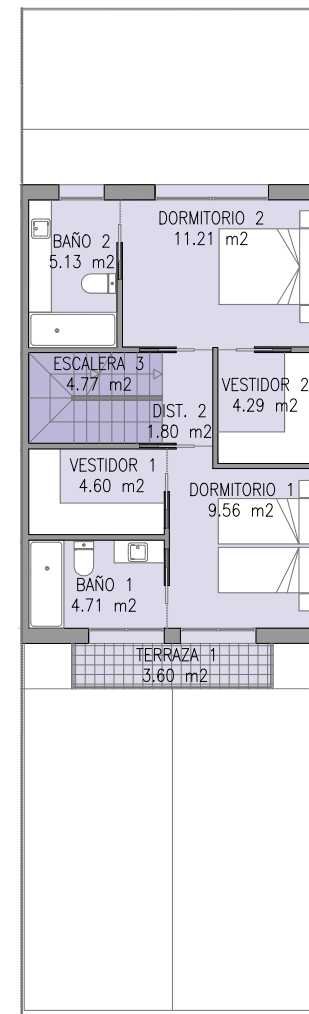 DORMITORIO 2
11.21 m2
BAÑO 2
5.13 m2
ESCALERA 3
4.77 m2
VESTIDOR 2
4.29 m2
DIST. 2
1.80 m2
VESTIDOR 1
4.60 m2
DORMITORIO 1
9.56 m2
BAÑO 1
4.71 m2
TERRAZA 1
3.60 m2